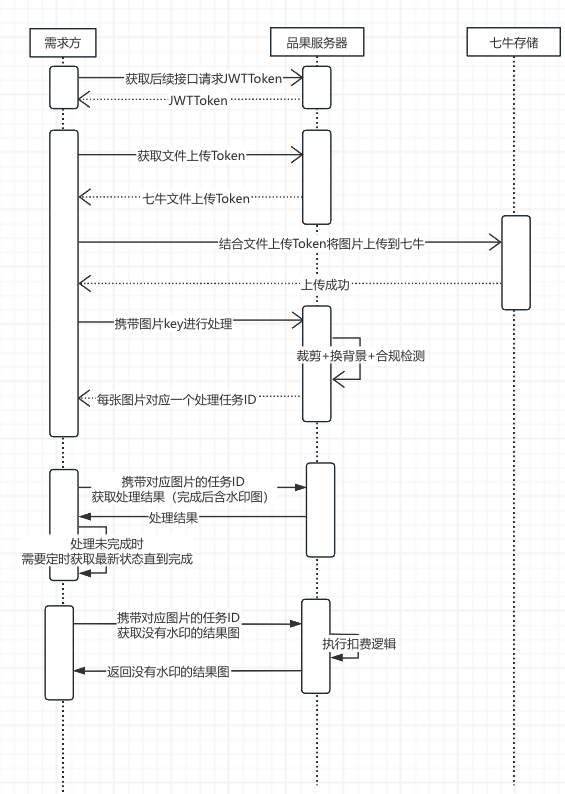 需求方
品果服务器
七牛存储
获取后续接口请求JWTToken
JWTToken
获取文件上传Token
七牛文件上传Token
结合文件上传Token将图片上传到七牛
上传成功
携带图片key进行处理
裁剪+换背景+合规检测
每张图片对应一个处理任务ID
携带对应图片的任务ID
获取处理结果（完成后含水印图）
处理结果
处理未完成时
需要定时获取最新状态直到完成
携带对应图片的任务ID
获取没有水印的结果图
执行扣费逻辑
返回没有水印的结果图